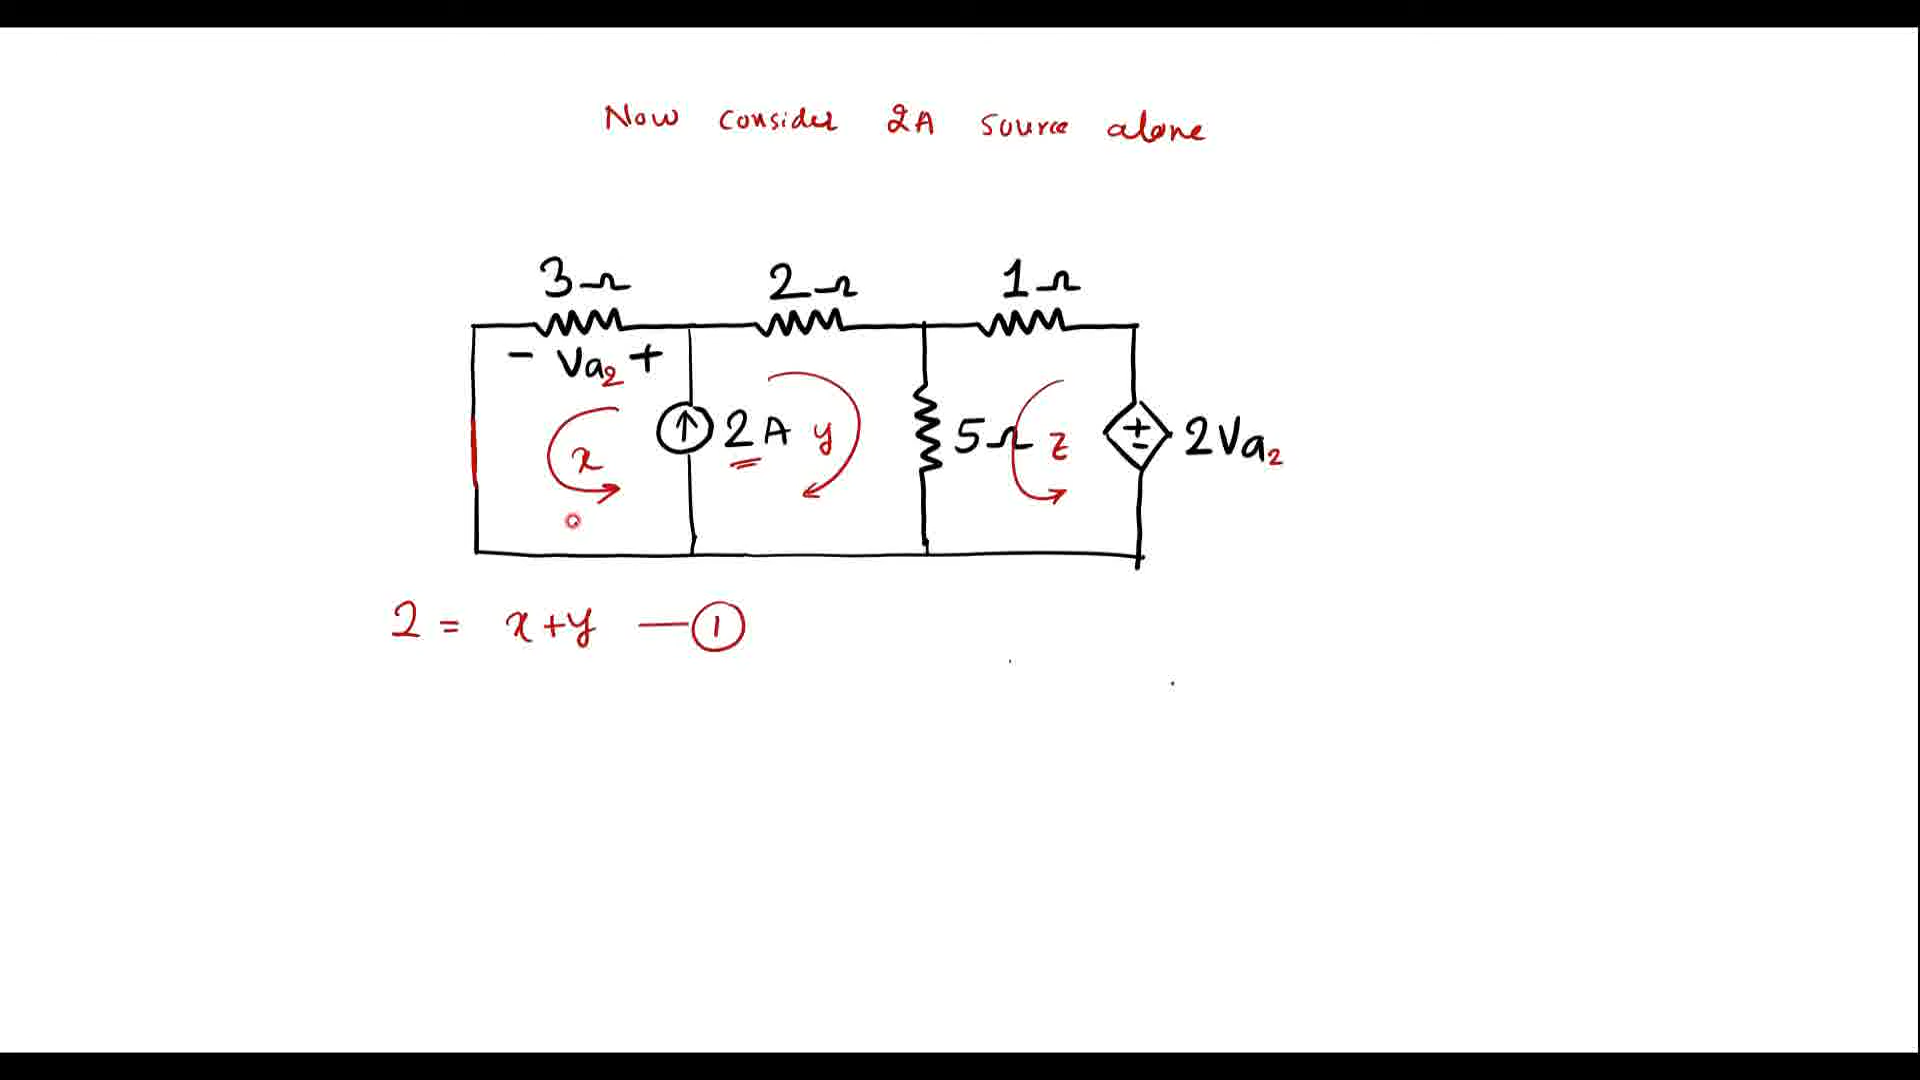 Now consider 2A source alone
3Ω 2Ω 1Ω
- Va2 +
2A y 5Ω z + - 2Va2
x
2 = x+y — ①